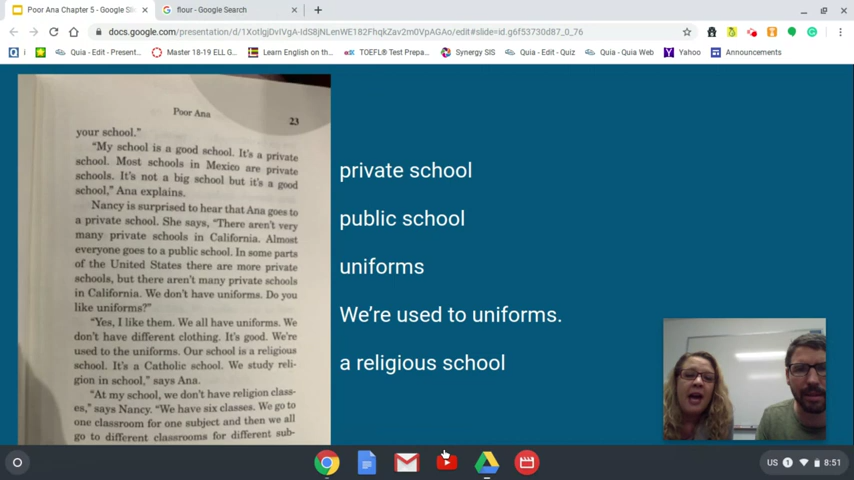 Poor Ana Chapter 5 - Google Sli
flour - Google Search
docs.google.com/presentation/d/1XotlgjDvIVgA-IdS8jNLenWE182FhqkZav2m0VpAGAo/edit#slide=id.g6f53730d87_0_76
Quia - Edit - Present...
Master 18-19 ELL G...
Learn English on th...
TOEFL® Test Prepa...
Synergy SIS
Quia - Edit - Quiz
Quia - Quia Web
Yahoo
Announcements
Poor Ana
23
your school."
"My school is a good school. It's a private
school. Most schools in Mexico are private
schools. It's not a big school but it's a good
school," Ana explains.
Nancy is surprised to hear that Ana goes to
a private school. She says, "There aren't very
many private schools in California. Almost
everyone goes to a public school. In some parts
of the United States there are more private
schools, but there aren't many private schools
in California. We don't have uniforms. Do you
like uniforms?"
"Yes, I like them. We all have uniforms. We
don't have different clothing. It's good. We're
used to the uniforms. Our school is a religious
school. It's a Catholic school. We study reli-
gion in school," says Ana.
"At my school, we don't have religion class-
es," says Nancy. "We have six classes. We go to
one classroom for one subject and then we all
go to different classrooms for different sub-
private school
public school
uniforms
We're used to uniforms.
a religious school
US
8:51